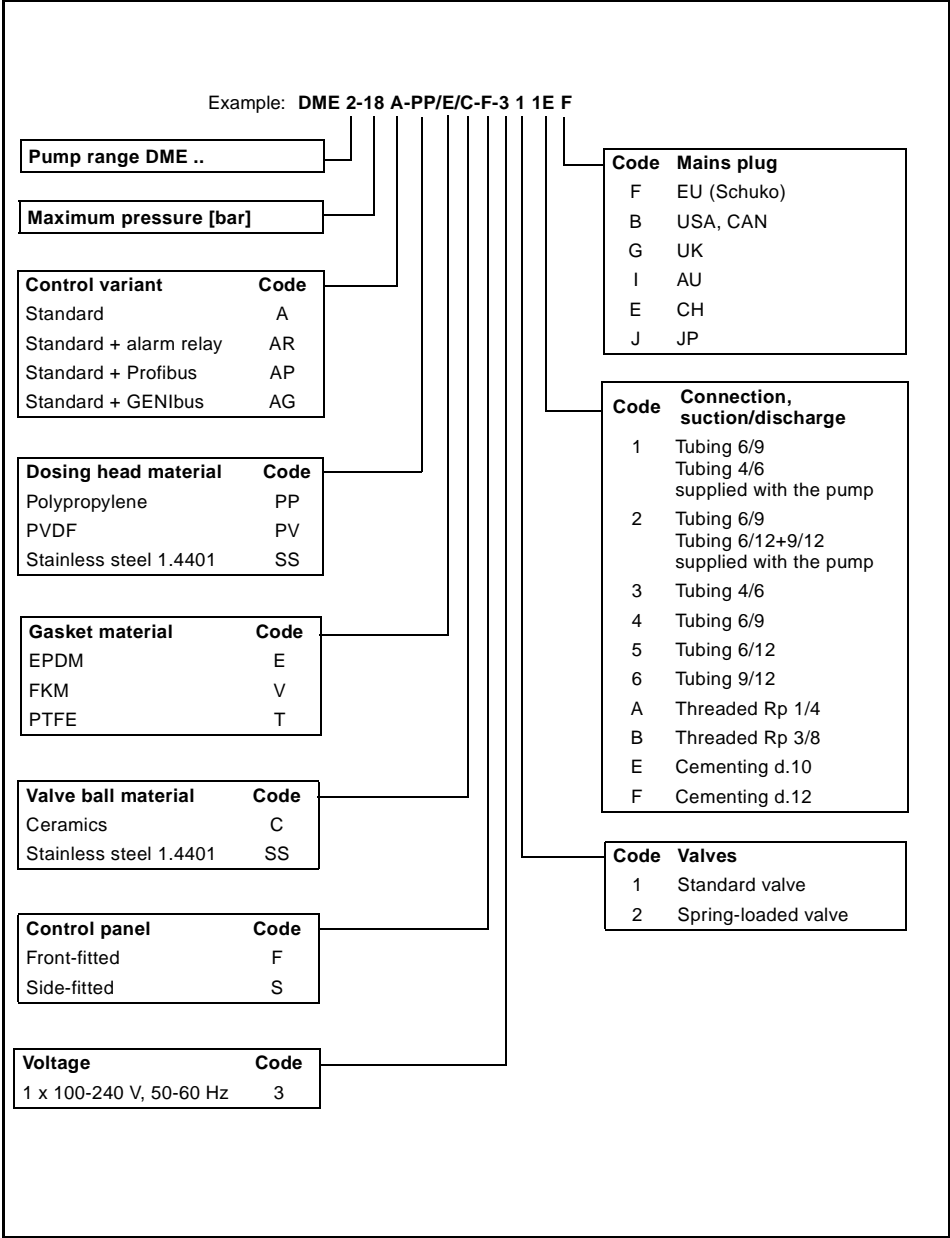 Example: DME 2-18 A-PP/E/C-F-3 1 1E F
Pump range DME ..
Maximum pressure [bar]
Control variant Code
Standard A
Standard + alarm relay AR
Standard + Profibus AP
Standard + GENIbus AG
Dosing head material Code
Polypropylene PP
PVDF PV
Stainless steel 1.4401 SS
Gasket material Code
EPDM E
FKM V
PTFE T
Valve ball material Code
Ceramics C
Stainless steel 1.4401 SS
Control panel Code
Front-fitted F
Side-fitted S
Voltage Code
1 x 100-240 V, 50-60 Hz 3
Code Mains plug
F EU (Schuko)
B USA, CAN
G UK
I AU
E CH
J JP
Code Connection,
suction/discharge
1 Tubing 6/9
Tubing 4/6
supplied with the pump
2 Tubing 6/9
Tubing 6/12+9/12
supplied with the pump
3 Tubing 4/6
4 Tubing 6/9
5 Tubing 6/12
6 Tubing 9/12
A Threaded Rp 1/4
B Threaded Rp 3/8
E Cementing d.10
F Cementing d.12
Code Valves
1 Standard valve
2 Spring-loaded valve